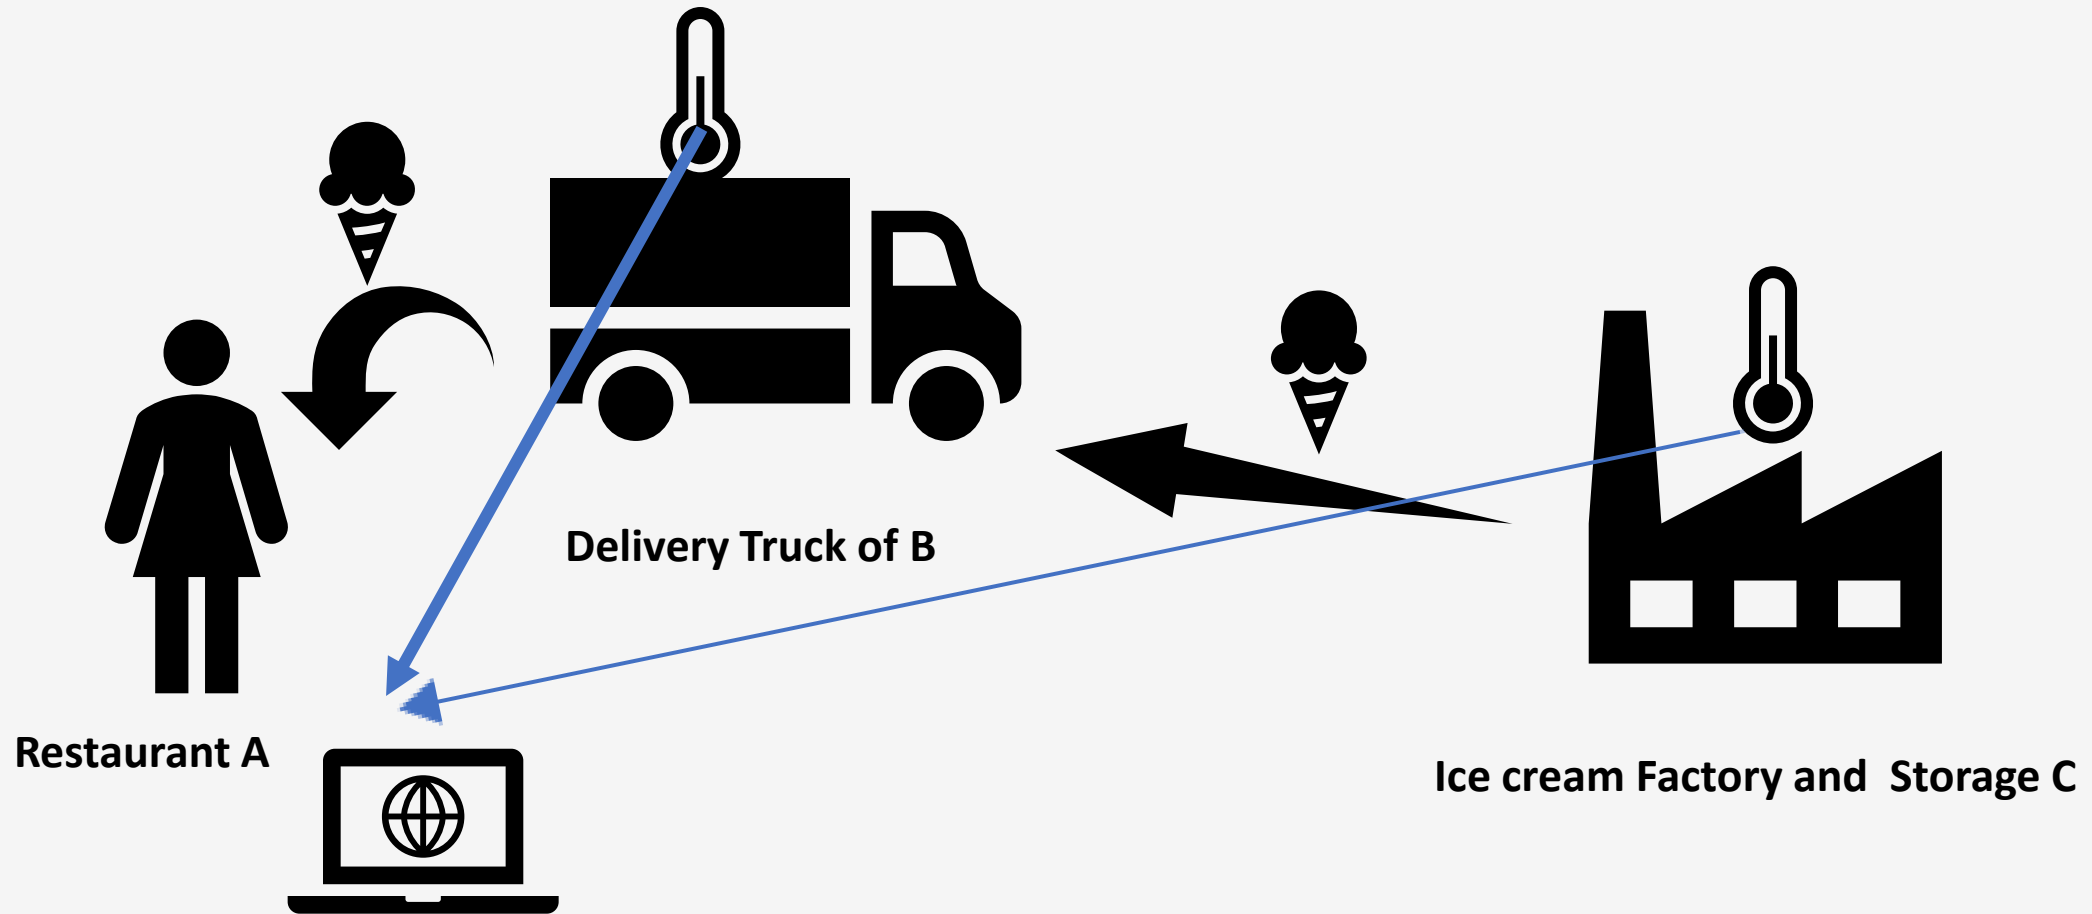 Delivery Truck of B
Restaurant A
Ice cream Factory and  Storage C